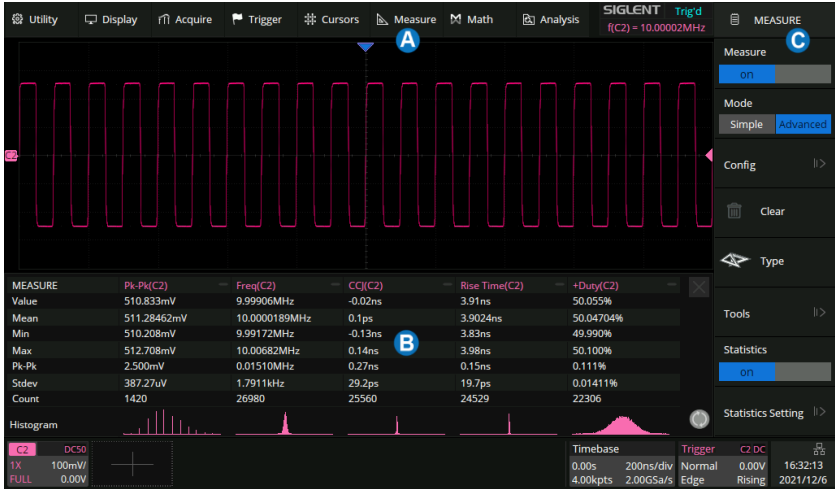 Utility Display Acquire Trigger Cursors Measure Math Analysis SIGLENT Trig'd MEASURE
f(C2) = 10.00002MHz
A C
Measure
on
Mode
Simple Advanced
C2
Config
Clear
Type
MEASURE Pk-Pk(C2) Freq(C2) CCJ(C2) Rise Time(C2) +Duty(C2)
Value 510.833mV 9.99906MHz -0.02ns 3.91ns 50.055%
Mean 511.28462mV 10.0000189MHz 0.1ps 3.9024ns 50.04704%
Min 510.208mV 9.99172MHz -0.13ns 3.83ns 49.990%
Max 512.708mV 10.00682MHz 0.14ns 3.98ns 50.100%
B
Pk-Pk 2.500mV 0.01510MHz 0.27ns 0.15ns 0.111%
Stdev 387.27uV 1.7911kHz 29.2ps 19.7ps 0.01411%
Count 1420 26980 25560 24529 22306
Histogram
Tools
Statistics
on
Statistics Setting
C2 DC50
1X 100mV/
FULL 0.00V
Timebase
0.00s 200ns/div
4.00kpts 2.00GSa/s
Trigger C2 DC
Normal 0.00V
Edge Rising
16:32:13
2021/12/6